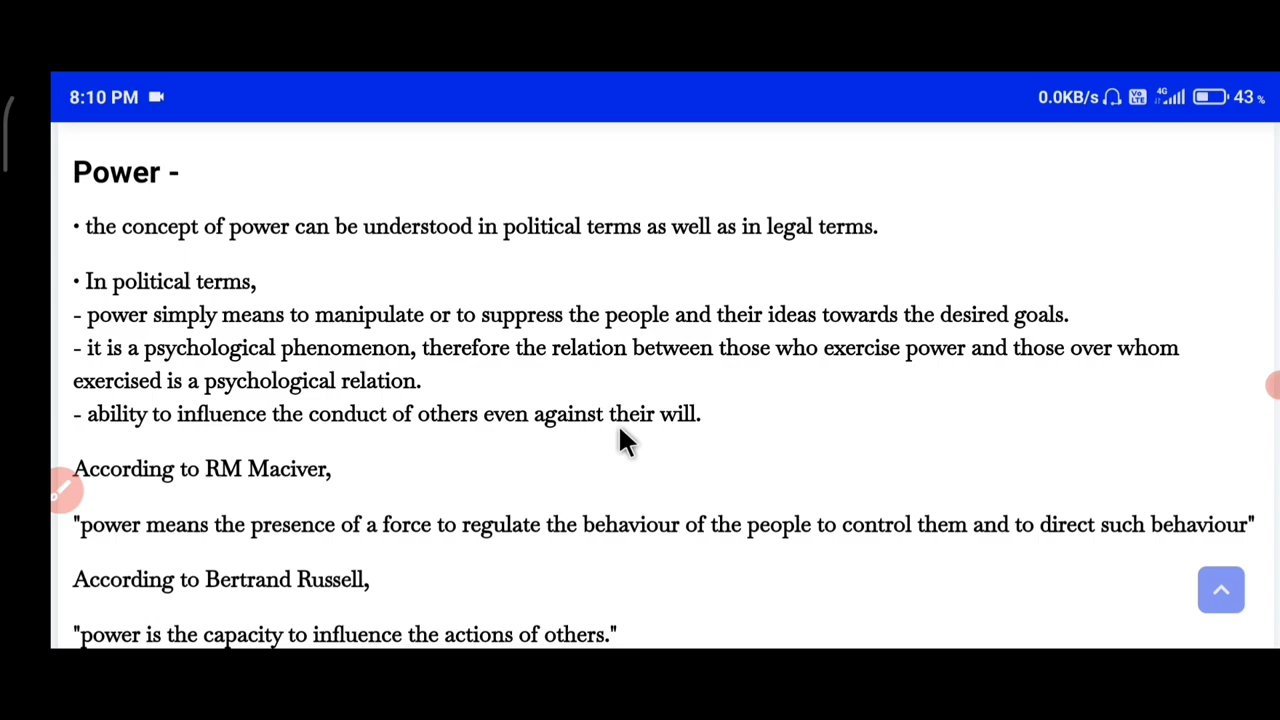 8:10 PM 0.0KB/s Vo LTE 4G 43 %
Power -
• the concept of power can be understood in political terms as well as in legal terms.
• In political terms,
- power simply means to manipulate or to suppress the people and their ideas towards the desired goals.
- it is a psychological phenomenon, therefore the relation between those who exercise power and those over whom
exercised is a psychological relation.
- ability to influence the conduct of others even against their will.
According to RM Maciver,
"power means the presence of a force to regulate the behaviour of the people to control them and to direct such behaviour"
According to Bertrand Russell,
"power is the capacity to influence the actions of others."